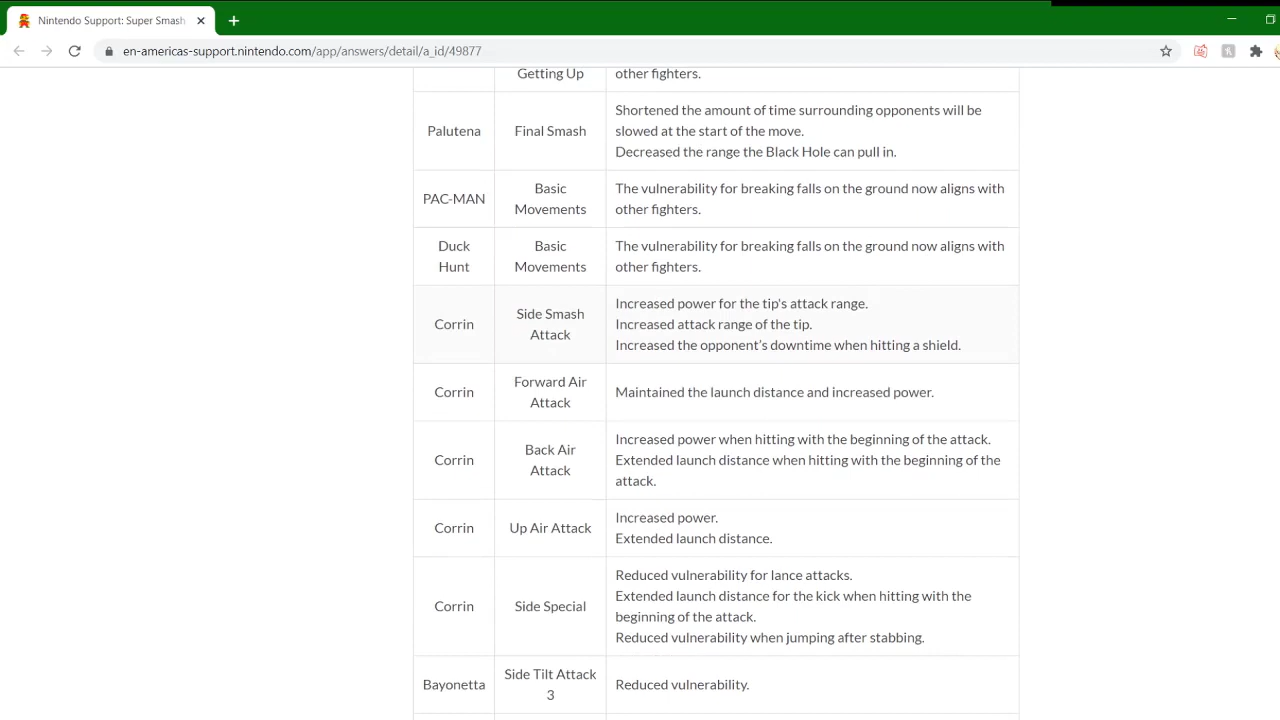 Nintendo Support: Super Smash
en-americas-support.nintendo.com/app/answers/detail/a_id/49877
Getting Up
other fighters.
Palutena
Final Smash
Shortened the amount of time surrounding opponents will be
slowed at the start of the move.
Decreased the range the Black Hole can pull in.
PAC-MAN
Basic
Movements
The vulnerability for breaking falls on the ground now aligns with
other fighters.
Duck
Hunt
Basic
Movements
The vulnerability for breaking falls on the ground now aligns with
other fighters.
Corrin
Side Smash
Attack
Increased power for the tip's attack range.
Increased attack range of the tip.
Increased the opponent’s downtime when hitting a shield.
Corrin
Forward Air
Attack
Maintained the launch distance and increased power.
Corrin
Back Air
Attack
Increased power when hitting with the beginning of the attack.
Extended launch distance when hitting with the beginning of the
attack.
Corrin
Up Air Attack
Increased power.
Extended launch distance.
Corrin
Side Special
Reduced vulnerability for lance attacks.
Extended launch distance for the kick when hitting with the
beginning of the attack.
Reduced vulnerability when jumping after stabbing.
Bayonetta
Side Tilt Attack
3
Reduced vulnerability.